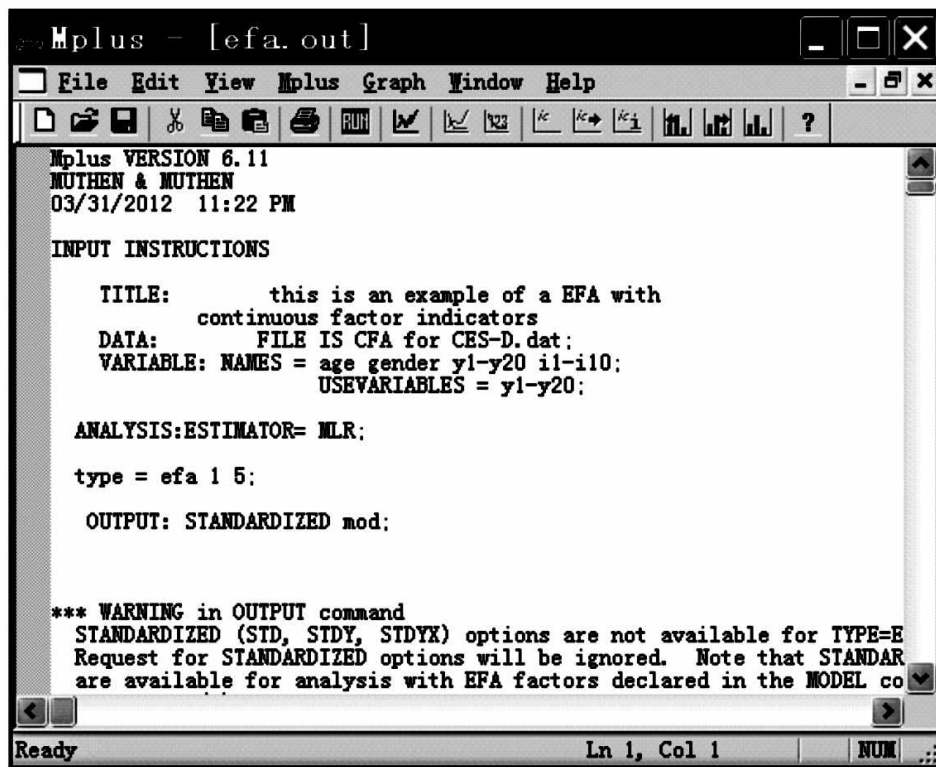 Mplus - [efa.out]
File Edit View Mplus Graph Window Help
RUN
Mplus VERSION 6.11
MUTHEN & MUTHEN
03/31/2012 11:22 PM
INPUT INSTRUCTIONS
TITLE: this is an example of a EFA with
continuous factor indicators
DATA: FILE IS CFA for CES-D.dat;
VARIABLE: NAMES = age gender y1-y20 i1-i10;
USEVARIABLES = y1-y20;
ANALYSIS:ESTIMATOR= MLR;
type = efa 1 5;
OUTPUT: STANDARDIZED mod;
*** WARNING in OUTPUT command
STANDARDIZED (STD, STDY, STDYX) options are not available for TYPE=E
Request for STANDARDIZED options will be ignored. Note that STANDAR
are available for analysis with EFA factors declared in the MODEL co
Ready Ln 1, Col 1 NUM